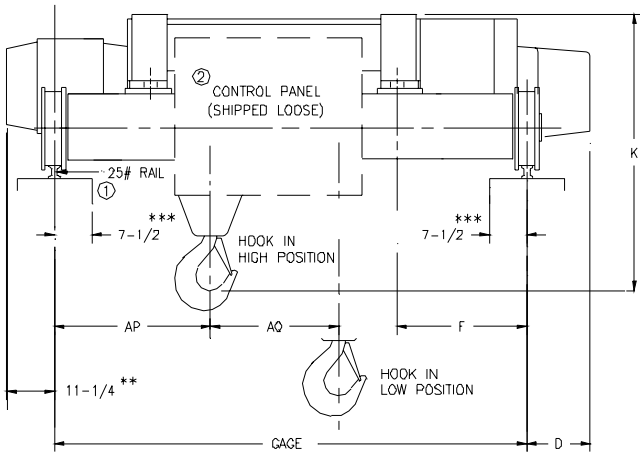 ②
CONTROL PANEL
(SHIPPED LOOSE)
K
25# RAIL
①
***
7-1/2
***
7-1/2
HOOK IN
HIGH POSITION
AP
AQ
F
11-1/4 **
HOOK IN
LOW POSITION
GAGE
D